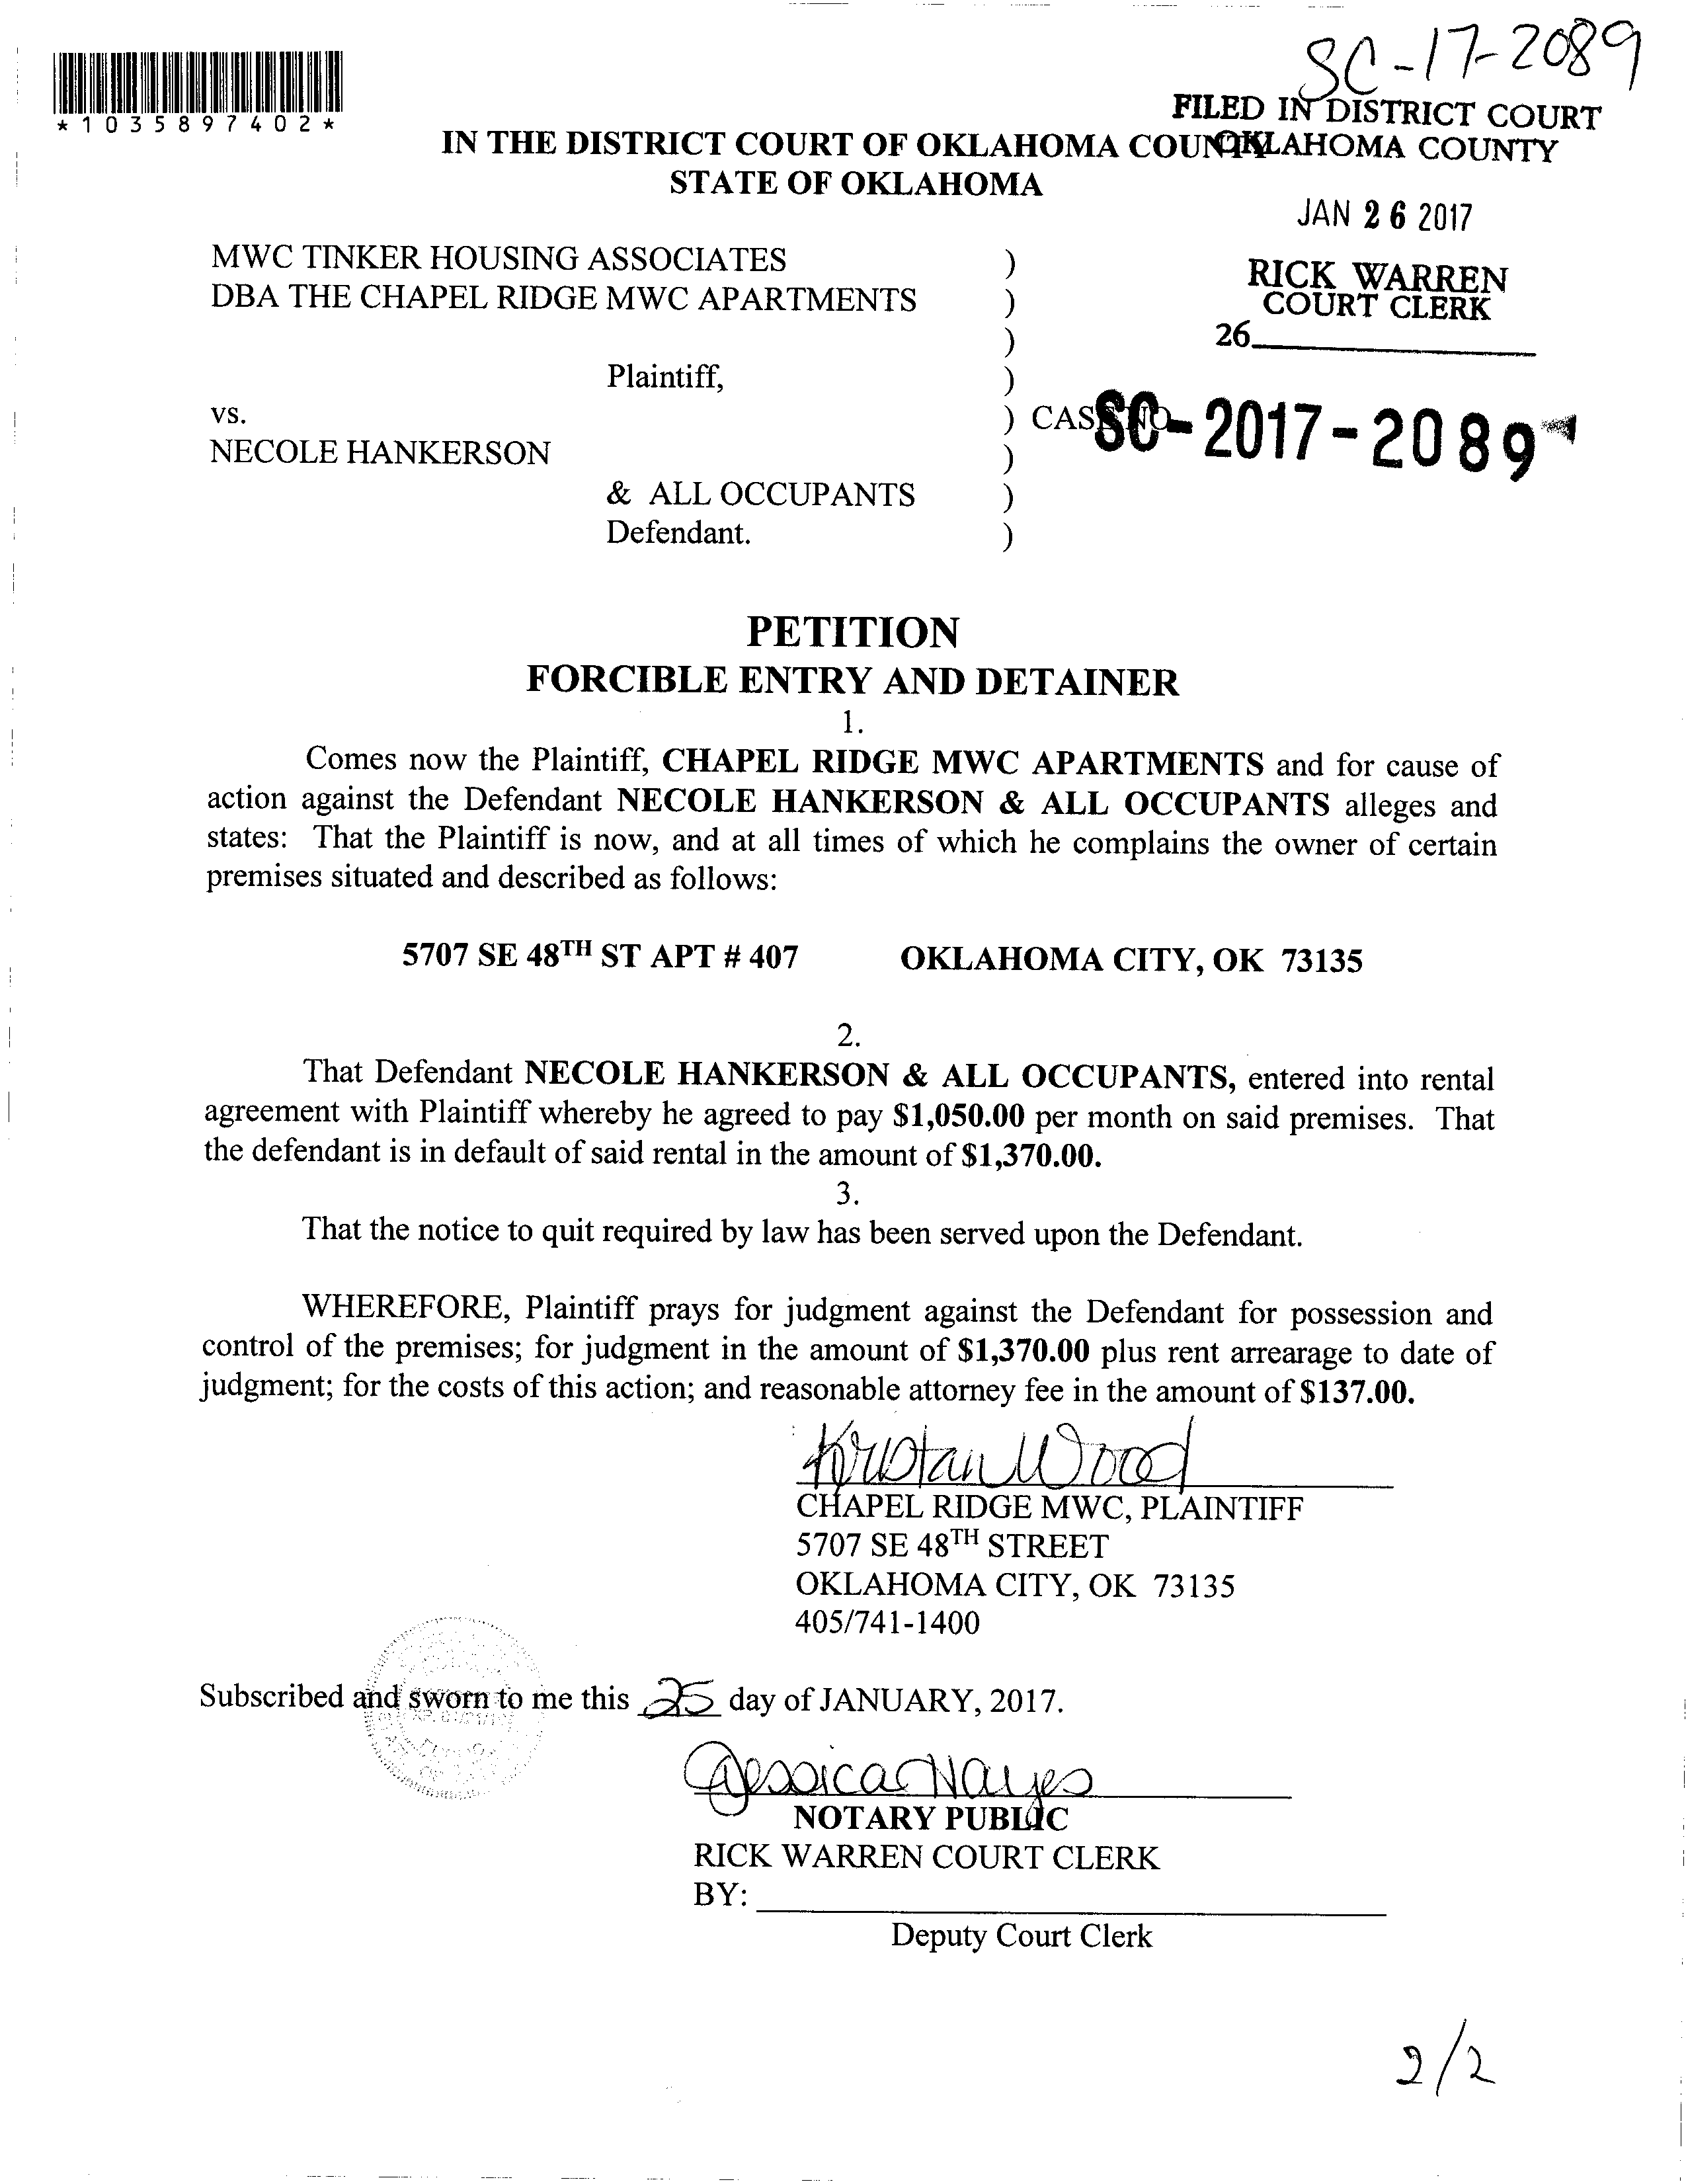 SC-17-2089
*1035897402*
FILED IN DISTRICT COURT
OKLAHOMA COUNTY
IN THE DISTRICT COURT OF OKLAHOMA COUNTY
STATE OF OKLAHOMA
JAN 26 2017
MWC TINKER HOUSING ASSOCIATES )
DBA THE CHAPEL RIDGE MWC APARTMENTS )
RICK WARREN
COURT CLERK
)
26
Plaintiff, )
vs. ) CASE NO.
SC-2017-2089
NECOLE HANKERSON )
& ALL OCCUPANTS )
Defendant. )
PETITION
FORCIBLE ENTRY AND DETAINER
1.
Comes now the Plaintiff, CHAPEL RIDGE MWC APARTMENTS and for cause of
action against the Defendant NECOLE HANKERSON & ALL OCCUPANTS alleges and
states: That the Plaintiff is now, and at all times of which he complains the owner of certain
premises situated and described as follows:
5707 SE 48TH ST APT # 407 OKLAHOMA CITY, OK 73135
2.
That Defendant NECOLE HANKERSON & ALL OCCUPANTS, entered into rental
agreement with Plaintiff whereby he agreed to pay $1,050.00 per month on said premises. That
the defendant is in default of said rental in the amount of $1,370.00.
3.
That the notice to quit required by law has been served upon the Defendant.
WHEREFORE, Plaintiff prays for judgment against the Defendant for possession and
control of the premises; for judgment in the amount of $1,370.00 plus rent arrearage to date of
judgment; for the costs of this action; and reasonable attorney fee in the amount of $137.00.
Kristan Wood
CHAPEL RIDGE MWC, PLAINTIFF
5707 SE 48TH STREET
OKLAHOMA CITY, OK 73135
405/741-1400
Subscribed and sworn to me this 25 day of JANUARY, 2017.
Jessica Hayes
NOTARY PUBLIC
RICK WARREN COURT CLERK
BY:
Deputy Court Clerk
2/2